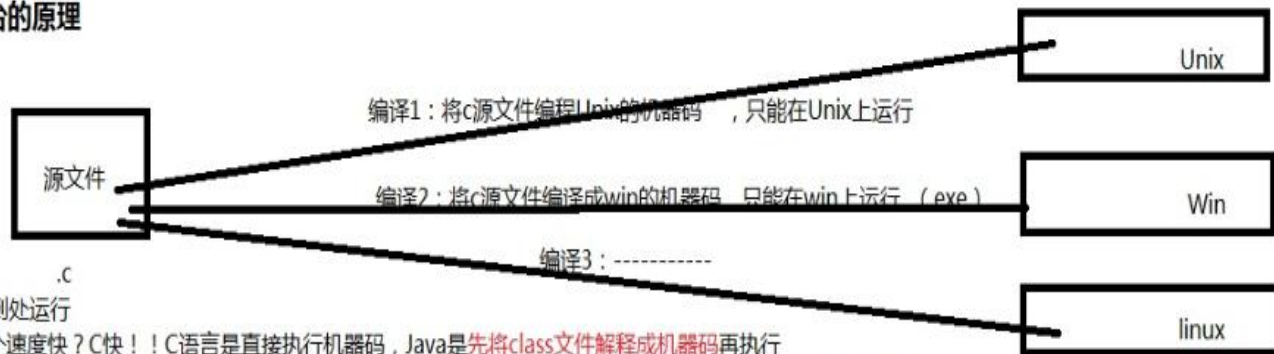 台的原理
Unix
编译1：将c源文件编程Unix的机器码 ，只能在Unix上运行
源文件
编译2：将c源文件编译成win的机器码 只能在win上运行 （exe）
Win
编译3：-----------
.c
到处运行
linux
个速度快？C快！！C语言是直接执行机器码，Java是先将class文件解释成机器码再执行